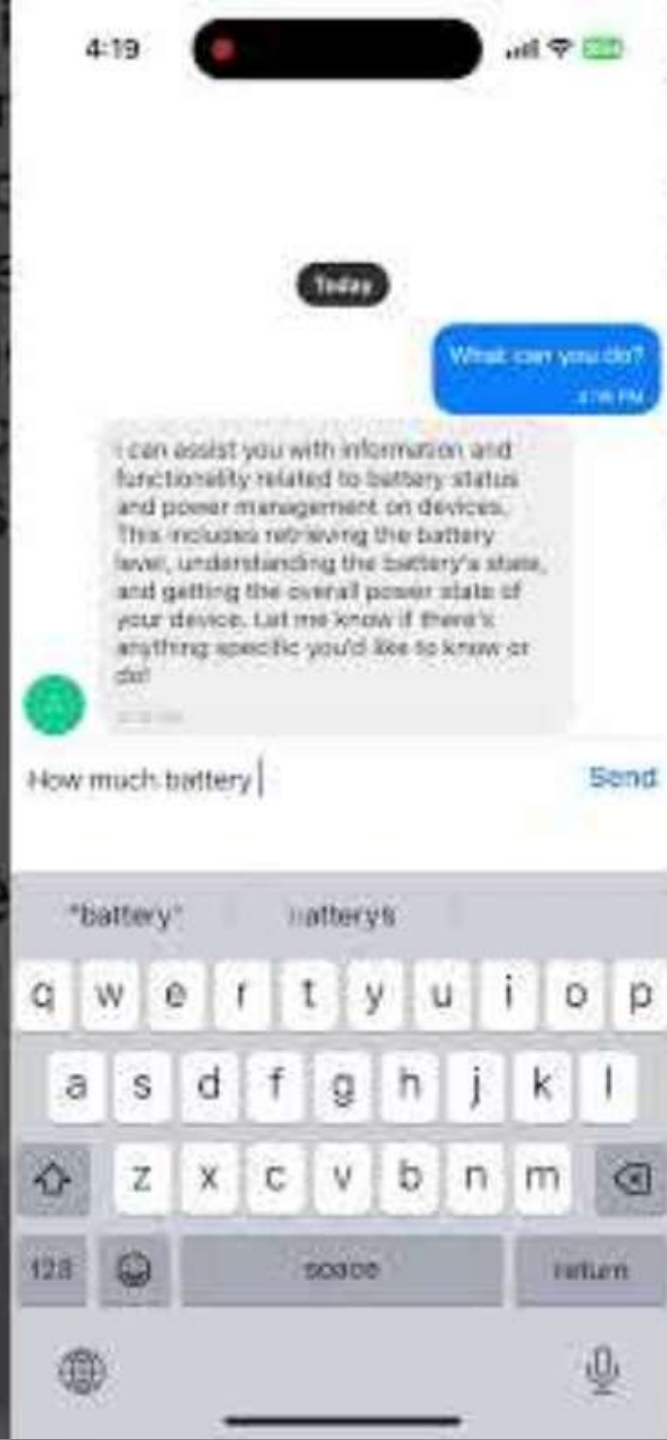 4:19
Today
What can you do?
I can assist you with information and
functionality related to battery status
and power management on devices.
This includes retrieving the battery
level, understanding the battery's state,
and getting the overall power state of
your device. Let me know if there's
anything specific you'd like to know or
do!
How much battery
Send
"battery"
batterys
q w e r t y u i o p
a s d f g h j k l
z x c v b n m
123
space
return